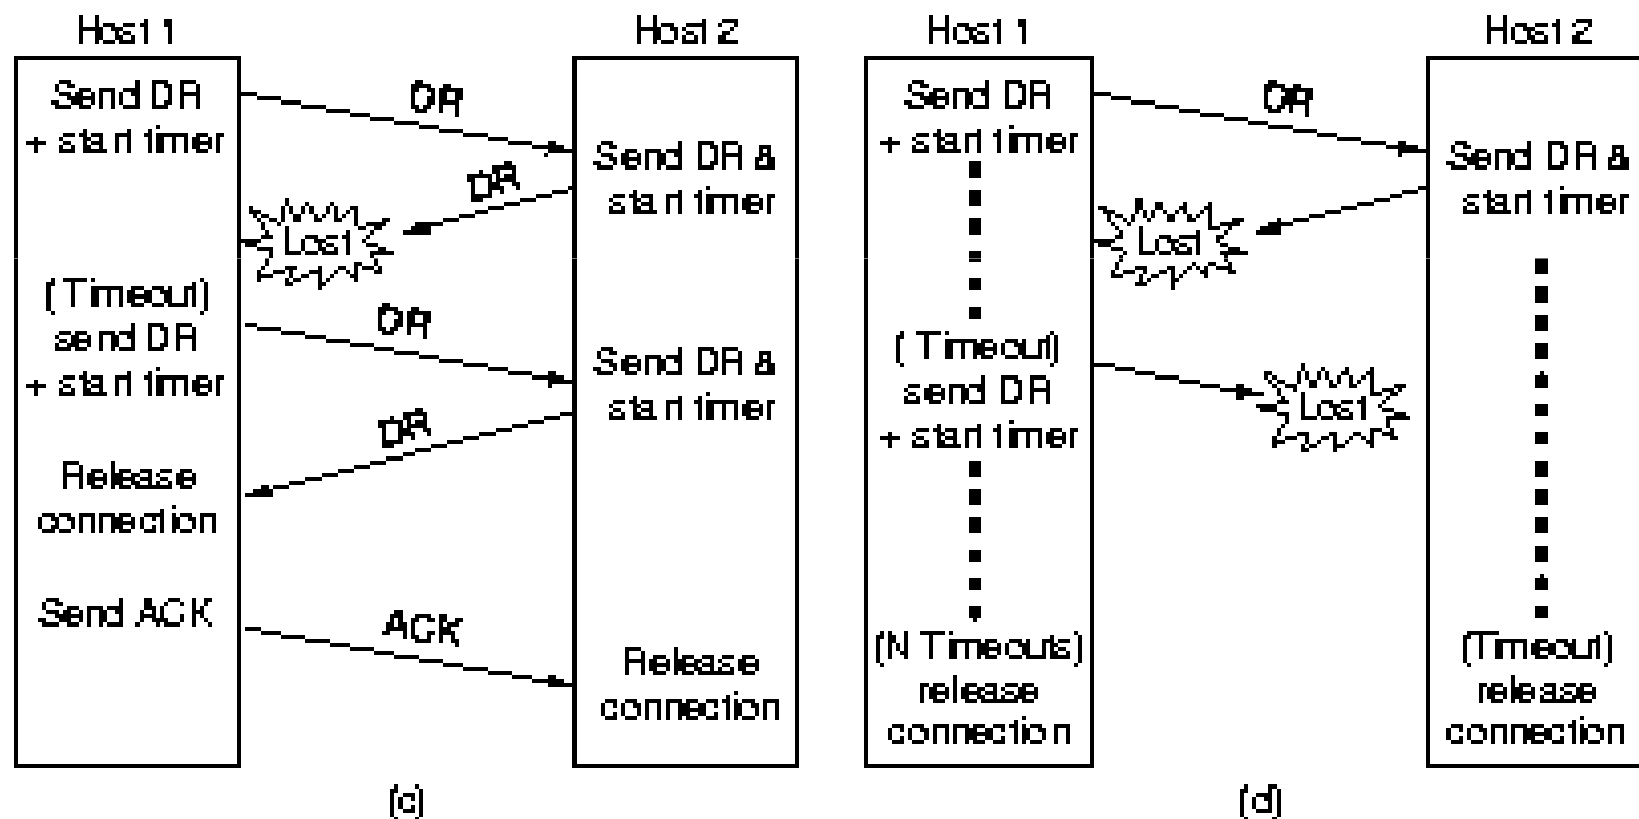 Host 1
Host 2
Send DR
+ start timer
DR
Send DR &
start timer
DR
Lost
( Timeout)
send DR
+ start timer
DR
Send DR &
start timer
DR
Release
connection
Send ACK
ACK
Release
connection
(c)
Host 1
Host 2
Send DR
+ start timer
DR
Send DR &
start timer
Lost
( Timeout)
send DR
+ start timer
Lost
(N Timeouts)
release
connection
(Timeout)
release
connection
(d)